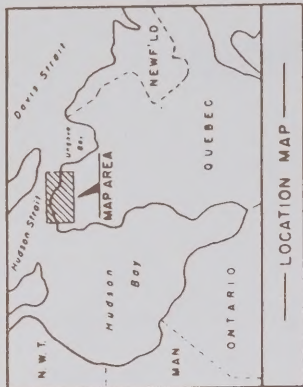 Davis Strait
Hudson Strait
N.W.T.
Ungava Bay
NEWF'LD
MAP AREA
Hudson
Bay
QUEBEC
MAN
ONTARIO
LOCATION MAP